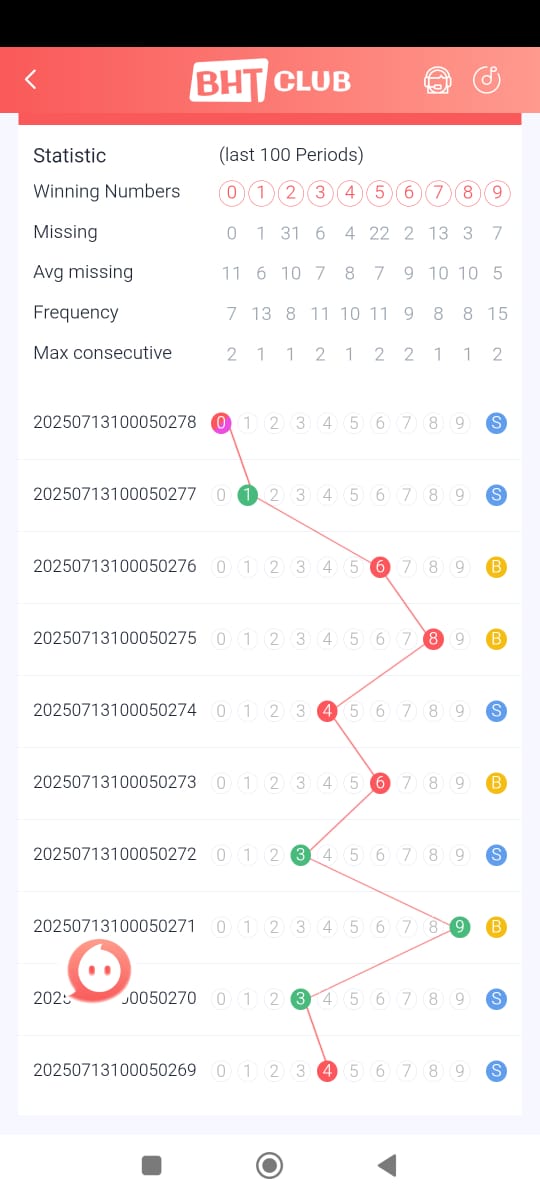 BHT CLUB
Statistic (last 100 Periods)
Winning Numbers 0 1 2 3 4 5 6 7 8 9
Missing 0 1 31 6 4 22 2 13 3 7
Avg missing 11 6 10 7 8 7 9 10 10 5
Frequency 7 13 8 11 10 11 9 8 8 15
Max consecutive 2 1 1 2 1 2 2 1 1 2
20250713100050278 0 1 2 3 4 5 6 7 8 9 S
20250713100050277 0 1 2 3 4 5 6 7 8 9 S
20250713100050276 0 1 2 3 4 5 6 7 8 9 B
20250713100050275 0 1 2 3 4 5 6 7 8 9 B
20250713100050274 0 1 2 3 4 5 6 7 8 9 S
20250713100050273 0 1 2 3 4 5 6 7 8 9 B
20250713100050272 0 1 2 3 4 5 6 7 8 9 S
20250713100050271 0 1 2 3 4 5 6 7 8 9 B
0 1 2 3 4 5 6 7 8 9 S
20250713100050269 0 1 2 3 4 5 6 7 8 9 S